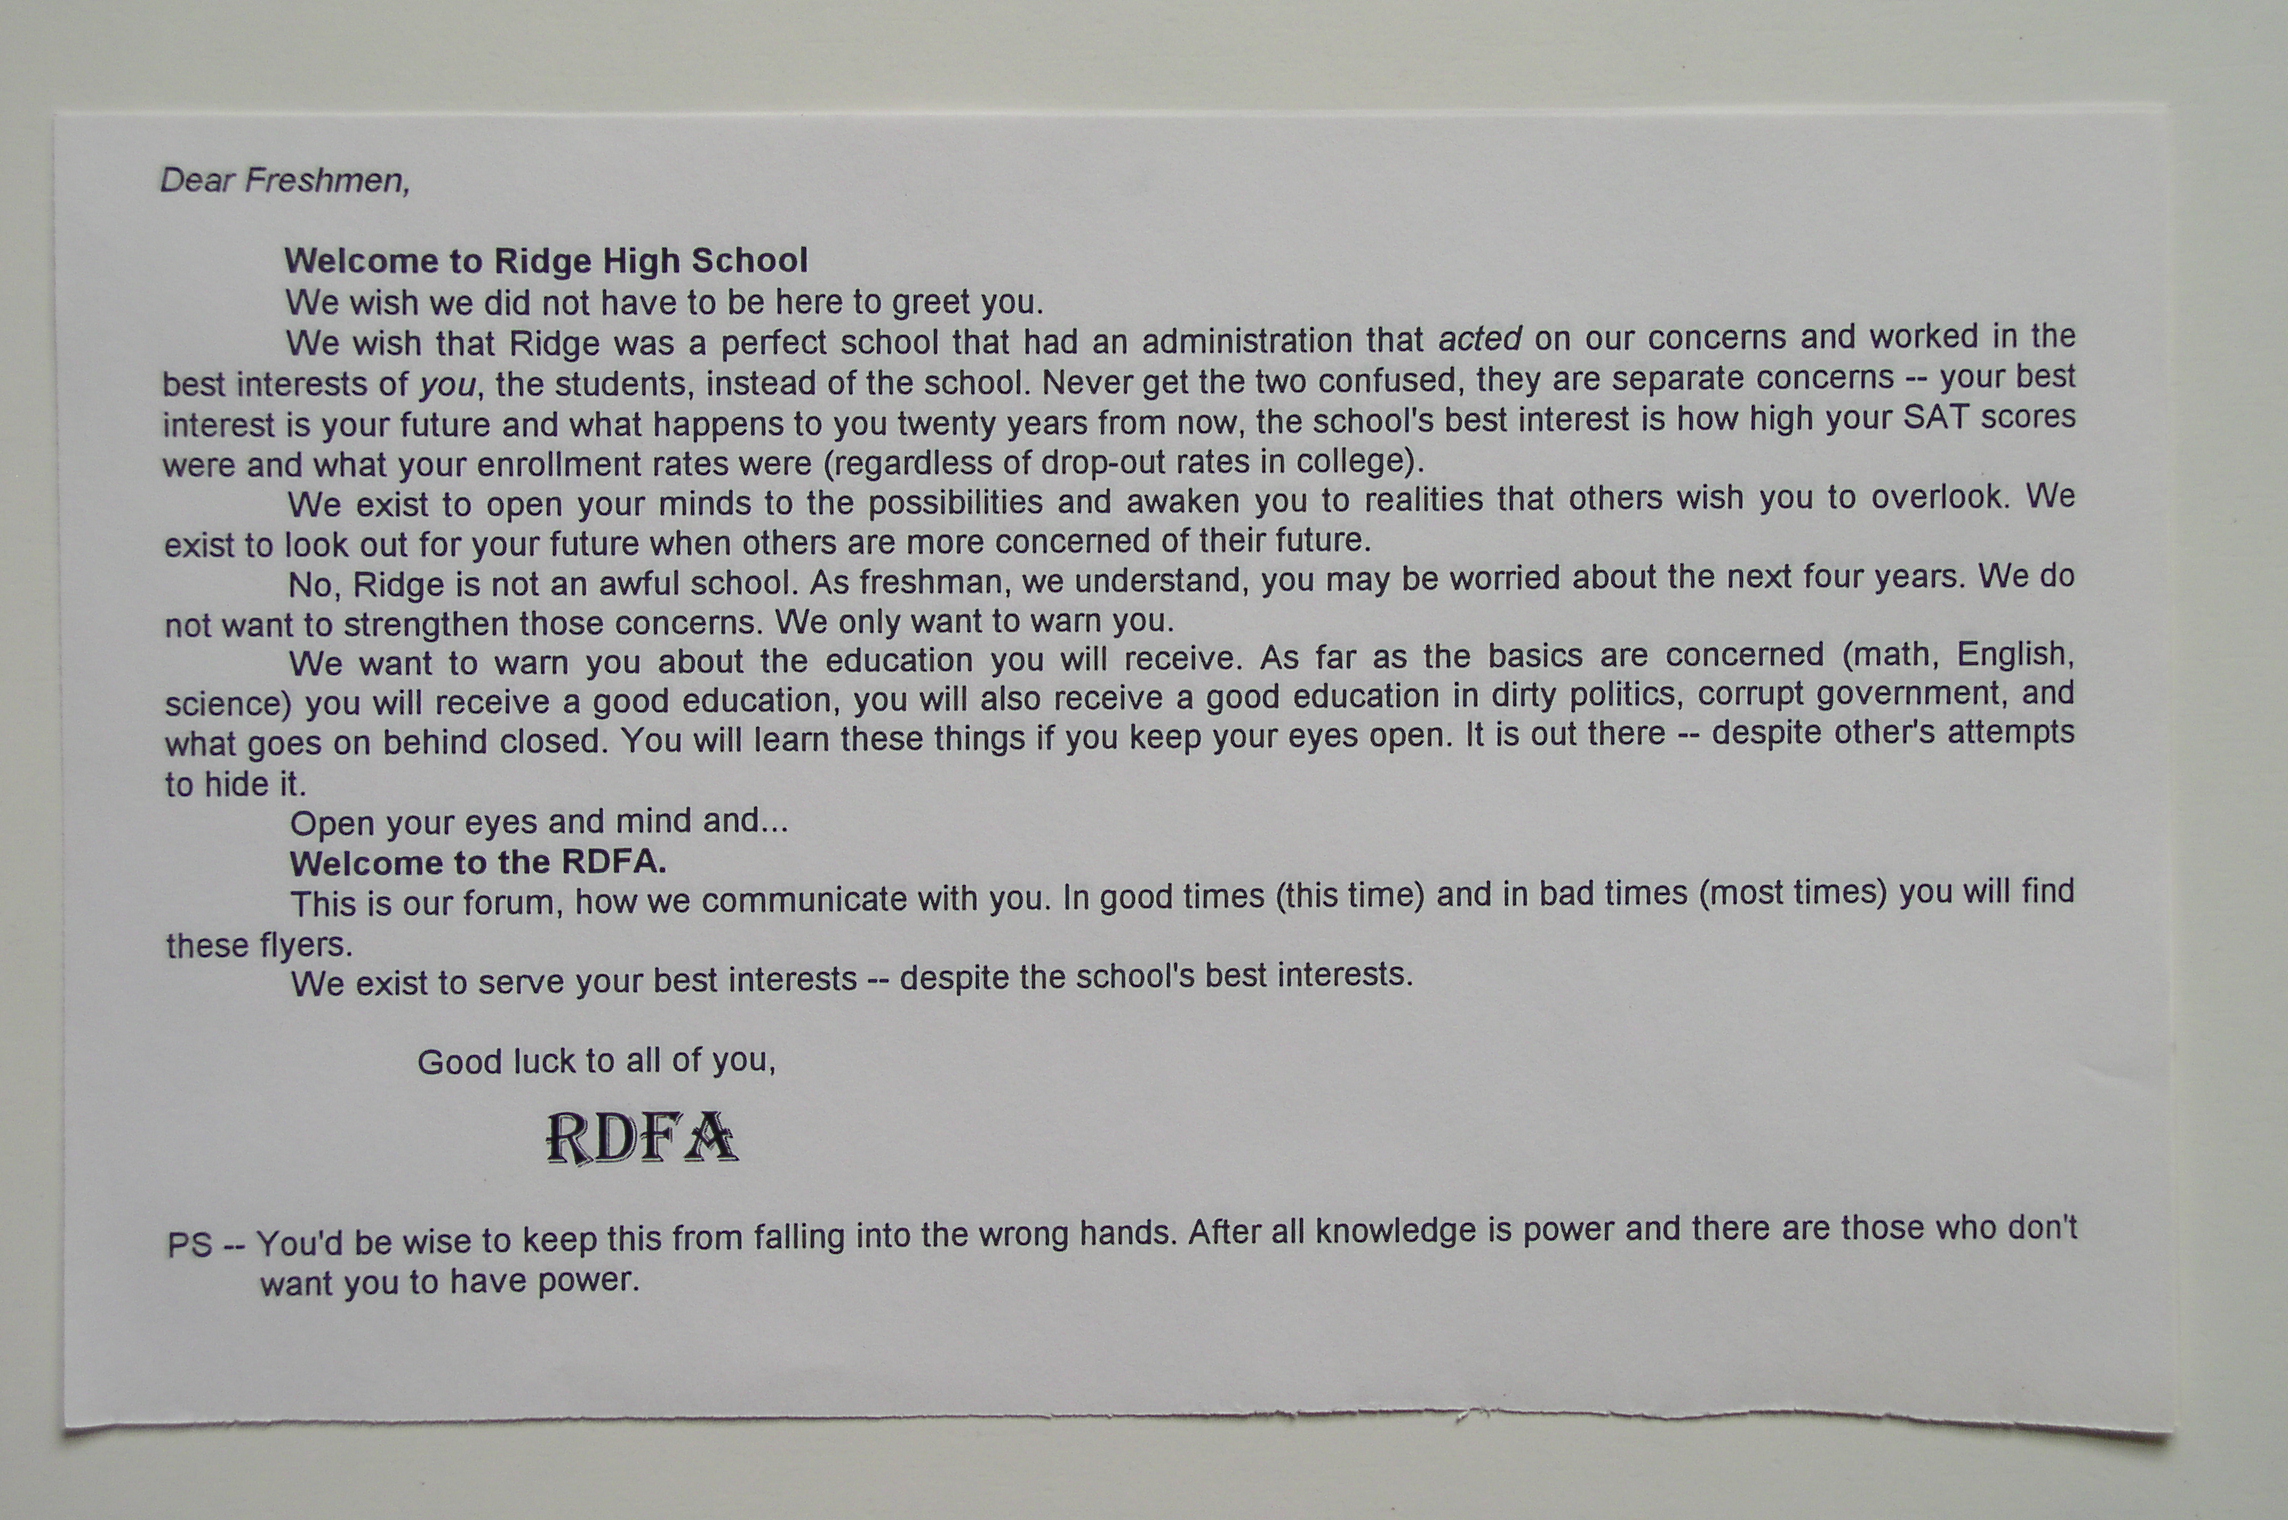 Dear Freshmen,
Welcome to Ridge High School
We wish we did not have to be here to greet you.
We wish that Ridge was a perfect school that had an administration that acted on our concerns and worked in the
best interests of you, the students, instead of the school. Never get the two confused, they are separate concerns -- your best
interest is your future and what happens to you twenty years from now, the school's best interest is how high your SAT scores
were and what your enrollment rates were (regardless of drop-out rates in college).
We exist to open your minds to the possibilities and awaken you to realities that others wish you to overlook. We
exist to look out for your future when others are more concerned of their future.
No, Ridge is not an awful school. As freshman, we understand, you may be worried about the next four years. We do
not want to strengthen those concerns. We only want to warn you.
We want to warn you about the education you will receive. As far as the basics are concerned (math, English,
science) you will receive a good education, you will also receive a good education in dirty politics, corrupt government, and
what goes on behind closed. You will learn these things if you keep your eyes open. It is out there -- despite other's attempts
to hide it.
Open your eyes and mind and...
Welcome to the RDFA.
This is our forum, how we communicate with you. In good times (this time) and in bad times (most times) you will find
these flyers.
We exist to serve your best interests -- despite the school's best interests.
Good luck to all of you,
RDFA
PS -- You'd be wise to keep this from falling into the wrong hands. After all knowledge is power and there are those who don't
want you to have power.